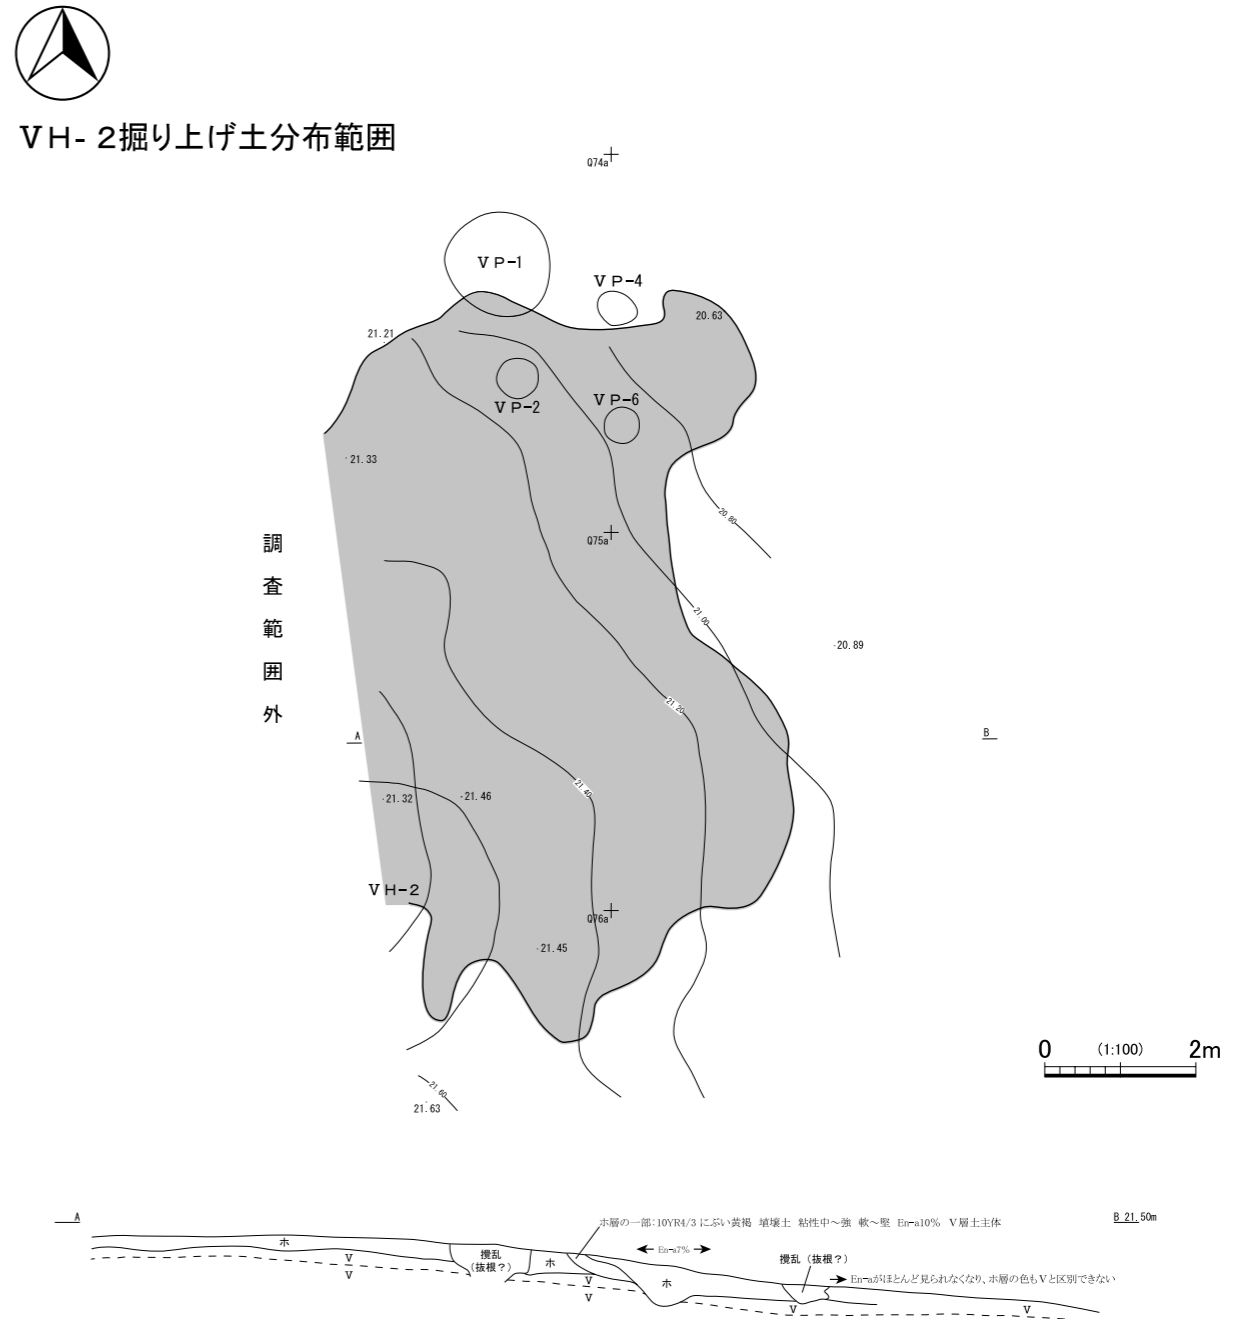 ⅤH-2掘り上げ土分布範囲
Q74a
ⅤP-1
ⅤP-4
20.63
21.21
ⅤP-2
ⅤP-6
21.33
20.80
Q75a
調査範囲外
21.00
20.89
21.20
A
B
21.40
21.32
21.46
ⅤH-2
Q76a
21.45
0
(1:100)
2m
21.60
21.63
A
B 21.50m
ホ層の一部:10YR4/3 にぶい黄褐 埴壌土 粘性中～強 軟～堅 En-a10% Ⅴ層土主体
En-a7%
ホ
攪乱
(抜根？)
ホ
ホ
攪乱(抜根？)
En-aがほとんど見られなくなり、ホ層の色もⅤと区別できない
Ⅴ
Ⅴ
Ⅴ
Ⅴ
Ⅴ
Ⅴ